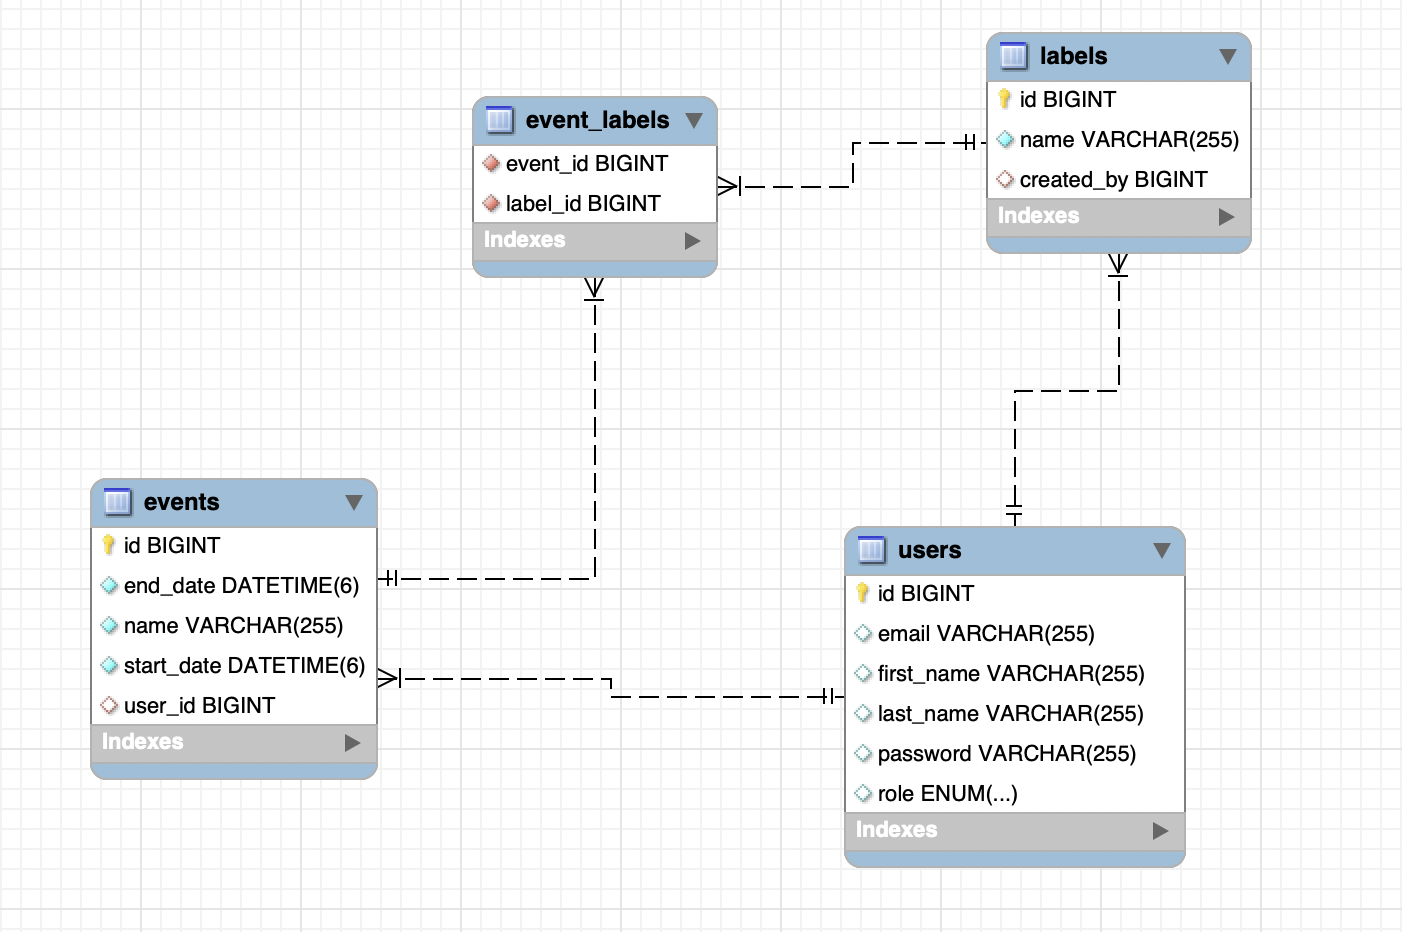 labels
id BIGINT
name VARCHAR(255)
created_by BIGINT
Indexes
event_labels
event_id BIGINT
label_id BIGINT
Indexes
events
id BIGINT
end_date DATETIME(6)
name VARCHAR(255)
start_date DATETIME(6)
user_id BIGINT
Indexes
users
id BIGINT
email VARCHAR(255)
first_name VARCHAR(255)
last_name VARCHAR(255)
password VARCHAR(255)
role ENUM(...)
Indexes